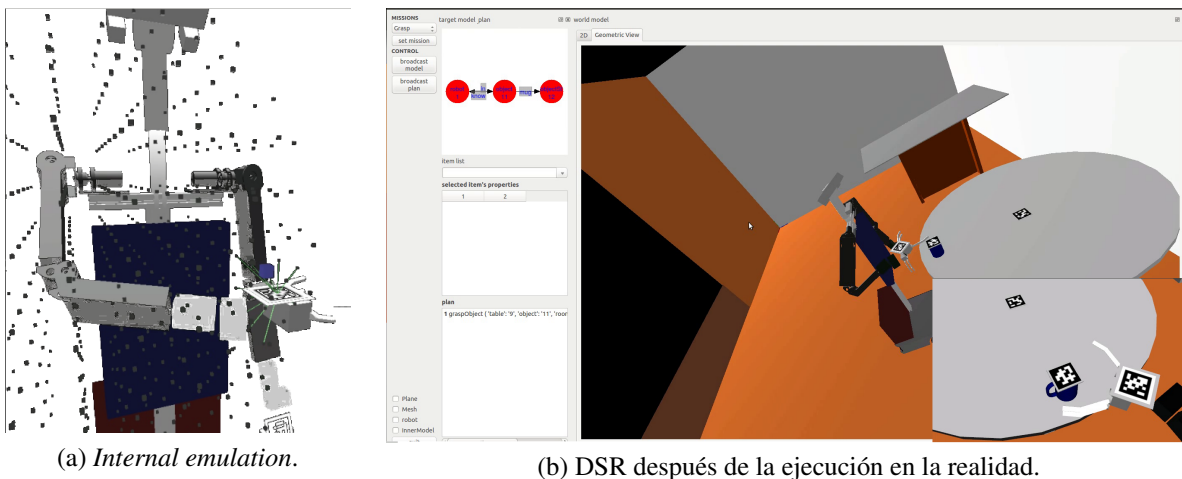 MISSIONS
Grasp
set mission
CONTROL
broadcast
model
broadcast
plan
target model plan
world model
2D Geometric View
know
mug
item list
selected item's properties
1 2
plan
1 graspObject ( 'table': '9', 'object': '11', 'roor
Plane
Mesh
robot
InnerModel
(a) Internal emulation.
(b) DSR después de la ejecución en la realidad.